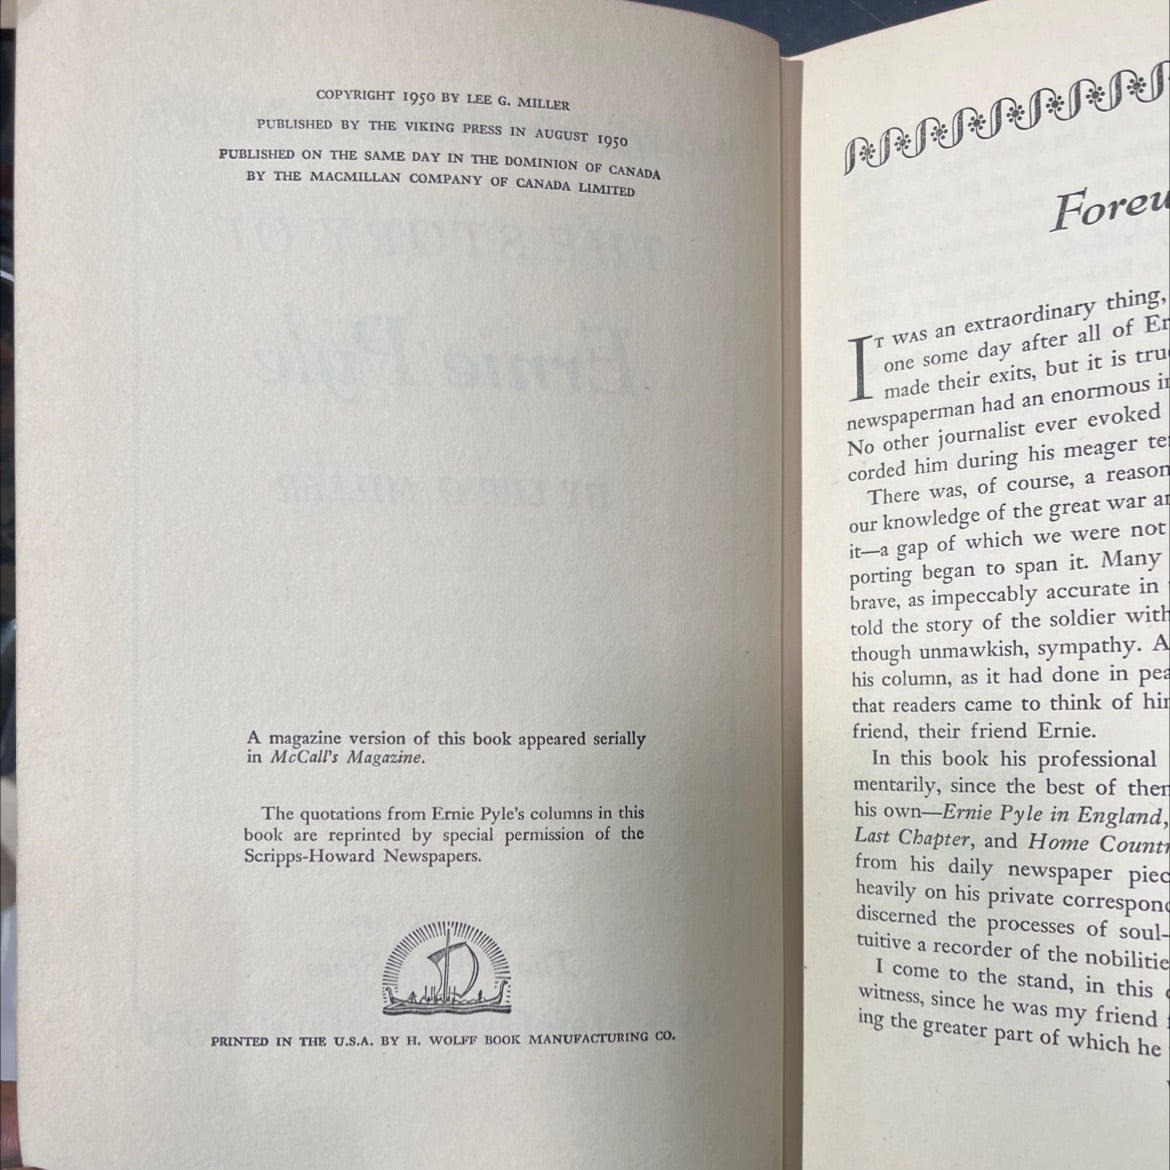 COPYRIGHT 1950 BY LEE G. MILLER
PUBLISHED BY THE VIKING PRESS IN AUGUST 1950
PUBLISHED ON THE SAME DAY IN THE DOMINION OF CANADA
BY THE MACMILLAN COMPANY OF CANADA LIMITED
THE STORY OF
Ernie Pyle
BY LEE G. MILLER
A magazine version of this book appeared serially
in McCall's Magazine.
The quotations from Ernie Pyle's columns in this
book are reprinted by special permission of the
Scripps-Howard Newspapers.
PRINTED IN THE U.S.A. BY H. WOLFF BOOK MANUFACTURING CO.
IT WAS an extraordinary thing,
one some day after all of
made their exits, but it is
newspaperman had an enormous
No other journalist ever evoked
corded him during his meager
There was, of course, a reason
our knowledge of the great war
it—a gap of which we were not
porting began to span it. Many
brave, as impeccably accurate in
told the story of the soldier with
though unmawkish, sympathy. A
his column, as it had done in
that readers came to think of
friend, their friend Ernie.
In this book his professional
mentarily, since the best of
his own—Ernie Pyle in England,
Last Chapter, and Home
from his daily newspaper
heavily on his private
discerned the processes of soul-
tuitive a recorder of the
I come to the stand, in this
witness, since he was my friend
ing the greater part of which he